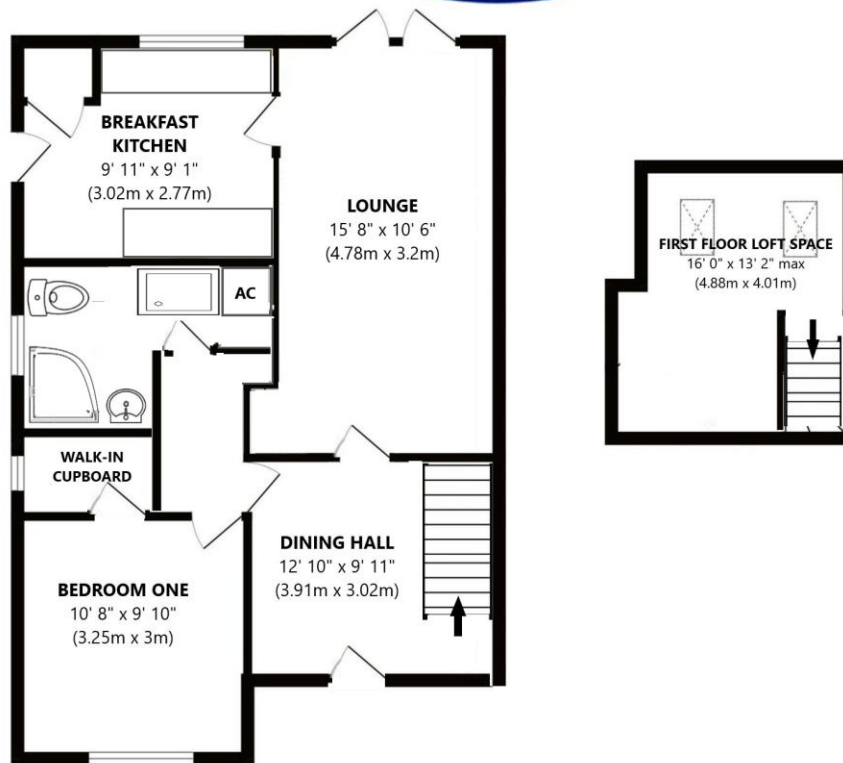 BREAKFAST
KITCHEN
9' 11" x 9' 1"
(3.02m x 2.77m)
LOUNGE
15' 8" x 10' 6"
(4.78m x 3.2m)
AC
WALK-IN
CUPBOARD
DINING HALL
12' 10" x 9' 11"
(3.91m x 3.02m)
BEDROOM ONE
10' 8" x 9' 10"
(3.25m x 3m)
FIRST FLOOR LOFT SPACE
16' 0" x 13' 2" max
(4.88m x 4.01m)